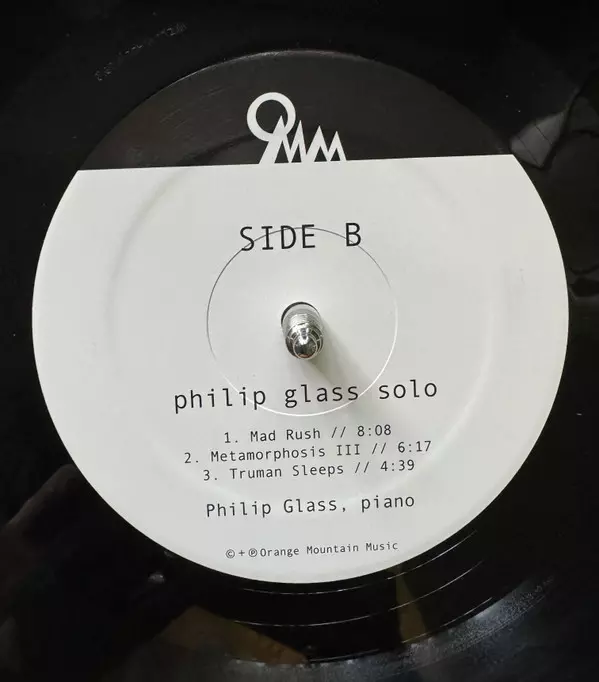 OMM
SIDE B
philip glass solo
1. Mad Rush // 8:08
2. Metamorphosis III // 6:17
3. Truman Sleeps // 4:39
Philip Glass, piano
© + ℗ Orange Mountain Music